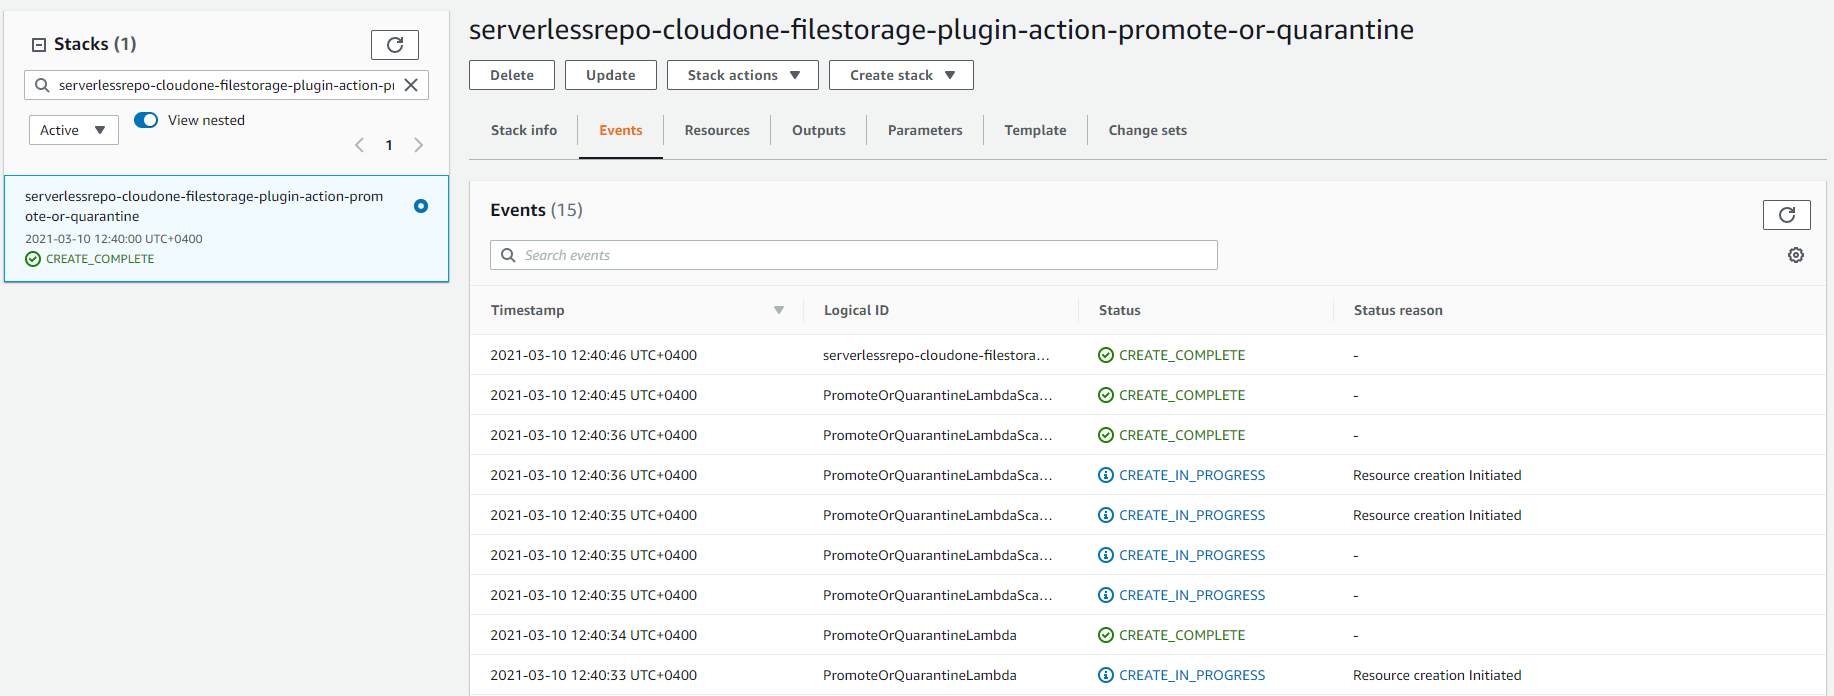 Stacks (1)
serverlessrepo-cloudone-filestorage-plugin-action-p
Active
View nested
1
serverlessrepo-cloudone-filestorage-plugin-action-prom
ote-or-quarantine
2021-03-10 12:40:00 UTC+0400
CREATE_COMPLETE
serverlessrepo-cloudone-filestorage-plugin-action-promote-or-quarantine
Delete Update Stack actions Create stack
Stack info Events Resources Outputs Parameters Template Change sets
Events (15)
Search events
Timestamp Logical ID Status Status reason
2021-03-10 12:40:46 UTC+0400 serverlessrepo-cloudone-filestora... CREATE_COMPLETE -
2021-03-10 12:40:45 UTC+0400 PromoteOrQuarantineLambdaSca... CREATE_COMPLETE -
2021-03-10 12:40:36 UTC+0400 PromoteOrQuarantineLambdaSca... CREATE_COMPLETE -
2021-03-10 12:40:36 UTC+0400 PromoteOrQuarantineLambdaSca... CREATE_IN_PROGRESS Resource creation Initiated
2021-03-10 12:40:35 UTC+0400 PromoteOrQuarantineLambdaSca... CREATE_IN_PROGRESS Resource creation Initiated
2021-03-10 12:40:35 UTC+0400 PromoteOrQuarantineLambdaSca... CREATE_IN_PROGRESS -
2021-03-10 12:40:35 UTC+0400 PromoteOrQuarantineLambdaSca... CREATE_IN_PROGRESS -
2021-03-10 12:40:34 UTC+0400 PromoteOrQuarantineLambda CREATE_COMPLETE -
2021-03-10 12:40:33 UTC+0400 PromoteOrQuarantineLambda CREATE_IN_PROGRESS Resource creation Initiated